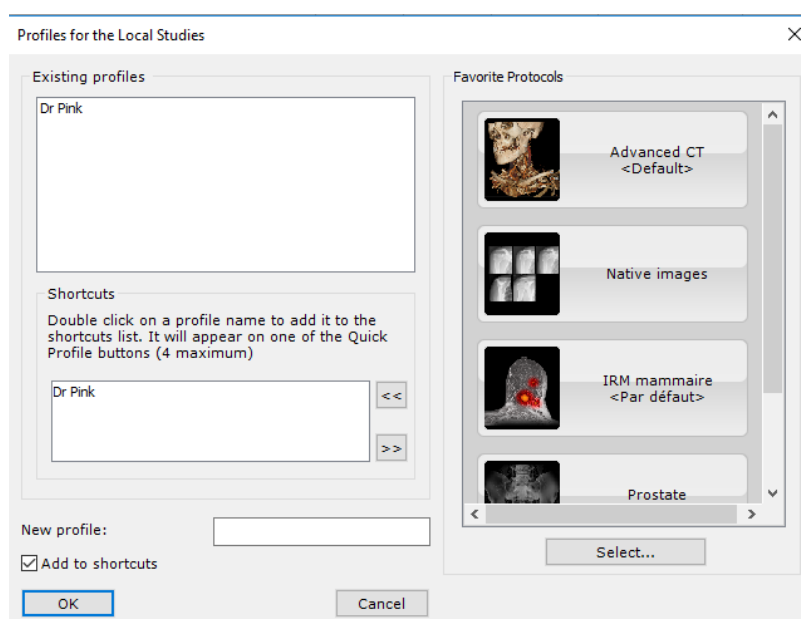 Profiles for the Local Studies
Existing profiles
Dr Pink
Shortcuts
Double click on a profile name to add it to the
shortcuts list. It will appear on one of the Quick
Profile buttons (4 maximum)
Dr Pink
<<
>>
New profile:
Add to shortcuts
OK
Cancel
Favorite Protocols
Advanced CT
<Default>
Native images
IRM mammaire
<Par défaut>
Prostate
Select...